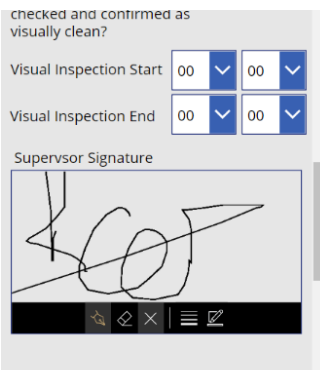 checked and confirmed as
visually clean?
Visual Inspection Start 00 00
Visual Inspection End 00 00
Supervsor Signature